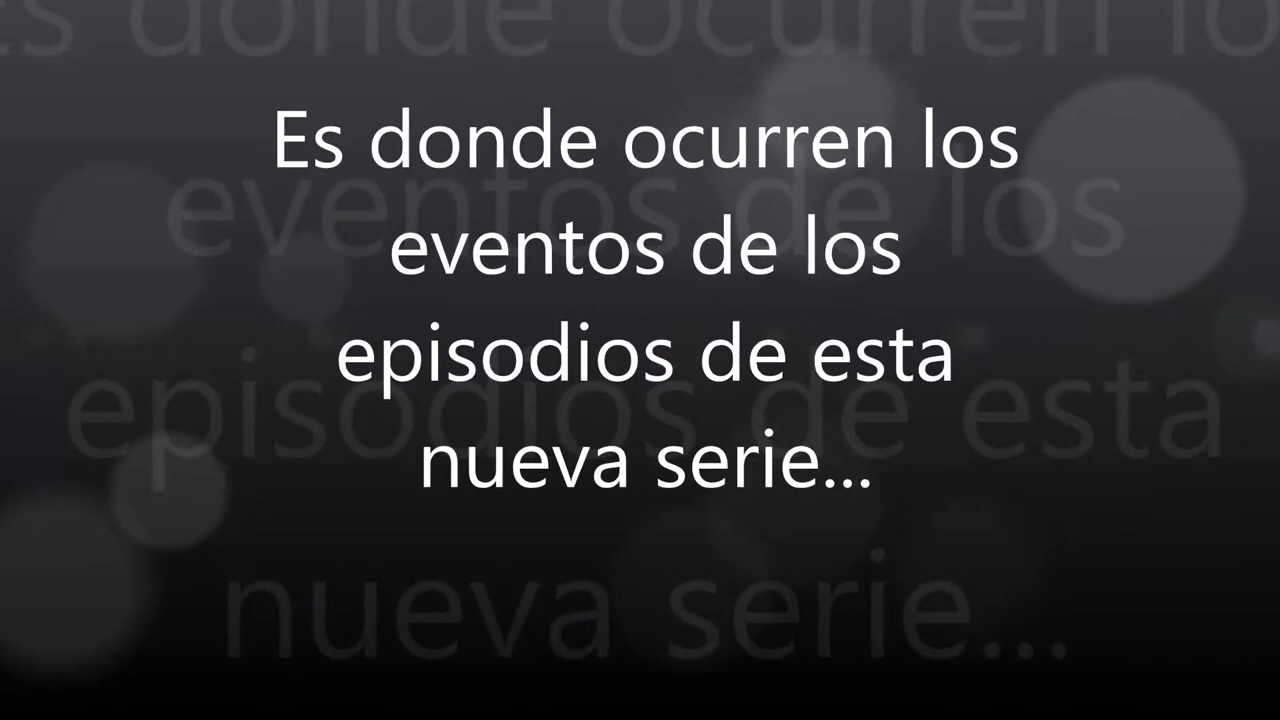 Es donde ocurren los
eventos de los
episodios de esta
nueva serie...